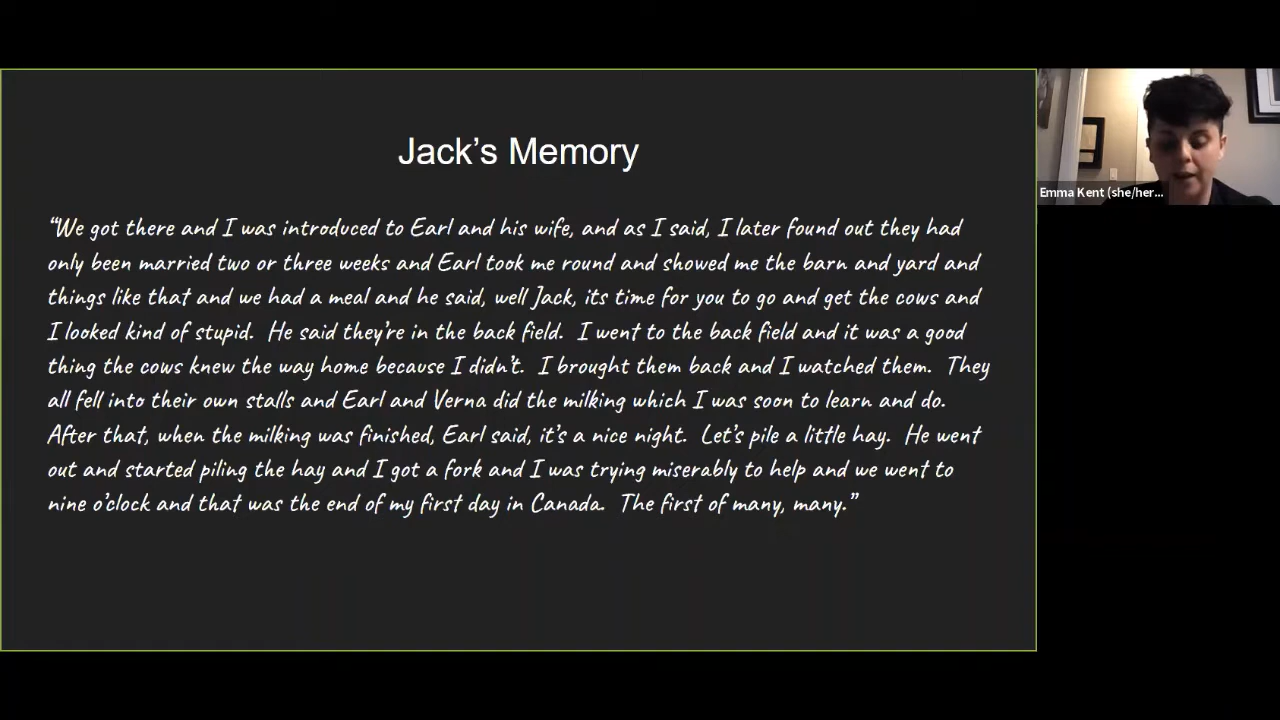 Jack's Memory
“We got there and I was introduced to Earl and his wife, and as I said, I later found out they had
only been married two or three weeks and Earl took me round and showed me the barn and yard and
things like that and we had a meal and he said, well Jack, its time for you to go and get the cows and
I looked kind of stupid.  He said they're in the back field.  I went to the back field and it was a good
thing the cows knew the way home because I didn't.  I brought them back and I watched them.  They
all fell into their own stalls and Earl and Verna did the milking which I was soon to learn and do.
After that, when the milking was finished, Earl said, it's a nice night.  Let's pile a little hay.  He went
out and started piling the hay and I got a fork and I was trying miserably to help and we went to
nine o'clock and that was the end of my first day in Canada.  The first of many, many.”
Emma Kent (she/her...